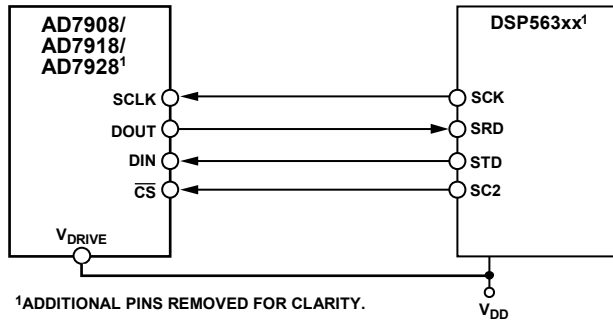 AD7908/
AD7918/
AD7928¹
DSP563xx¹
SCLK
SCK
DOUT
SRD
DIN
STD
CS
SC2
VDRIVE
¹ADDITIONAL PINS REMOVED FOR CLARITY.
VDD